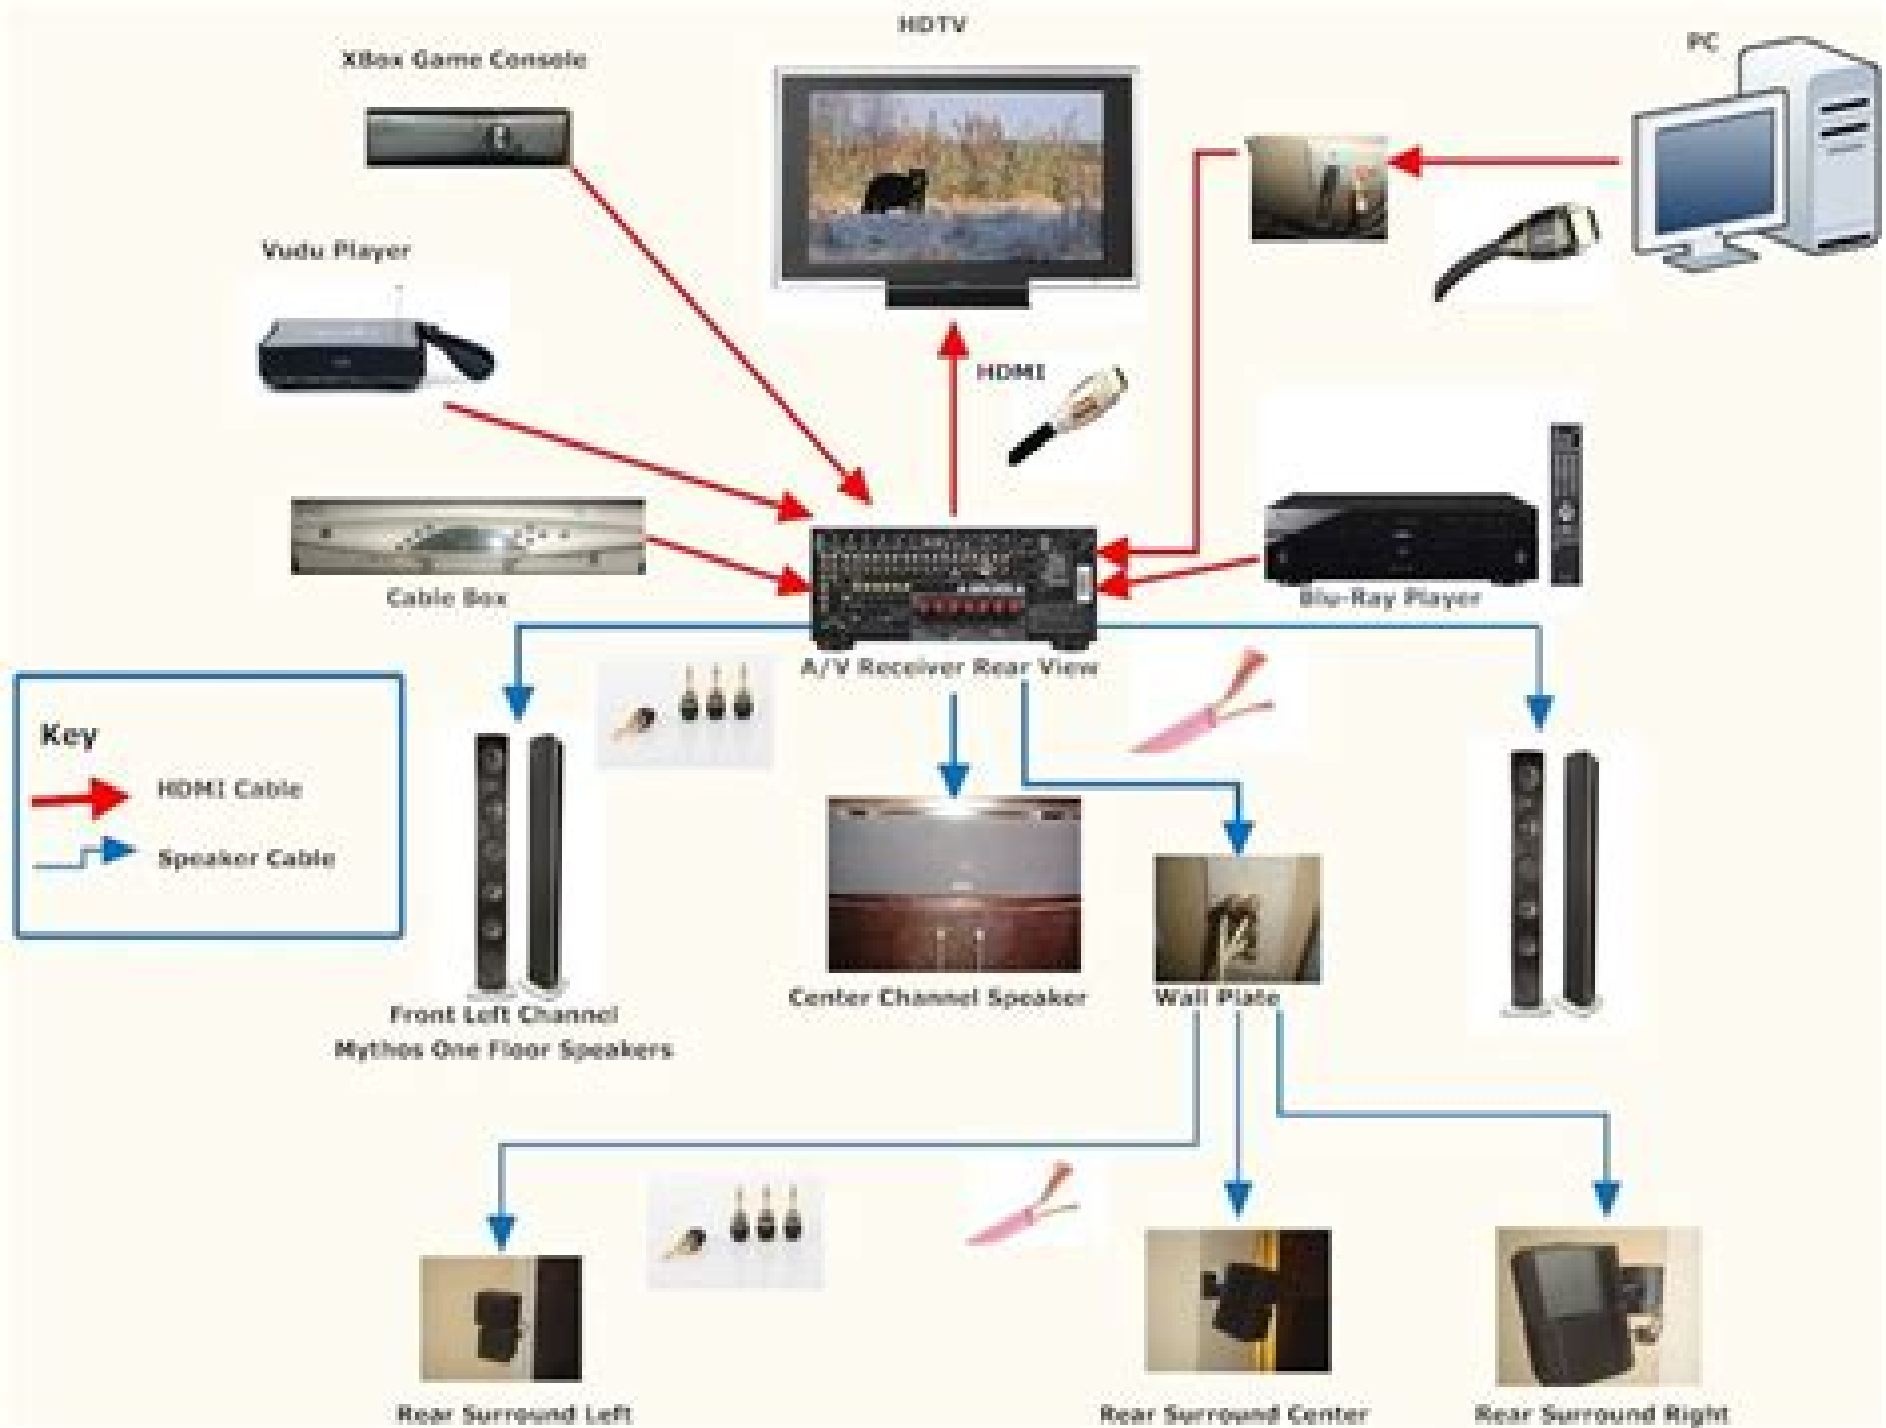 HDTV
XBox Game Console
PC
Vudu Player
HDMI
Cable Box
Blu-Ray Player
A/V Receiver Rear View
Key
HDMI Cable
Speaker Cable
Center Channel Speaker
Wall Plate
Front Left Channel
Mythos One Floor Speakers
Rear Surround Left
Rear Surround Center
Rear Surround Right